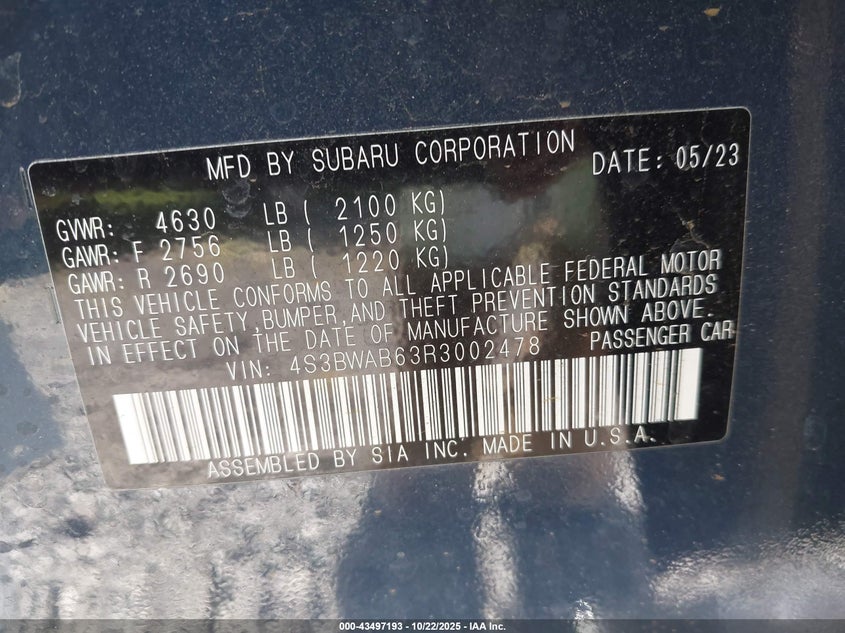 MFD BY SUBARU CORPORATION DATE: 05/23
GVWR: 4630 LB ( 2100 KG)
GAWR: F 2756 LB ( 1250 KG)
GAWR: R 2690 LB ( 1220 KG)
THIS VEHICLE CONFORMS TO ALL APPLICABLE FEDERAL MOTOR
VEHICLE SAFETY,BUMPER,AND THEFT PREVENTION STANDARDS
IN EFFECT ON THE DATE OF MANUFACTURE SHOWN ABOVE.
VIN: 4S3BWAB63R3002478 PASSENGER CAR
ASSEMBLED BY SIA INC. MADE IN U.S.A.
000-43497193 - 10/22/2025 - IAA Inc.